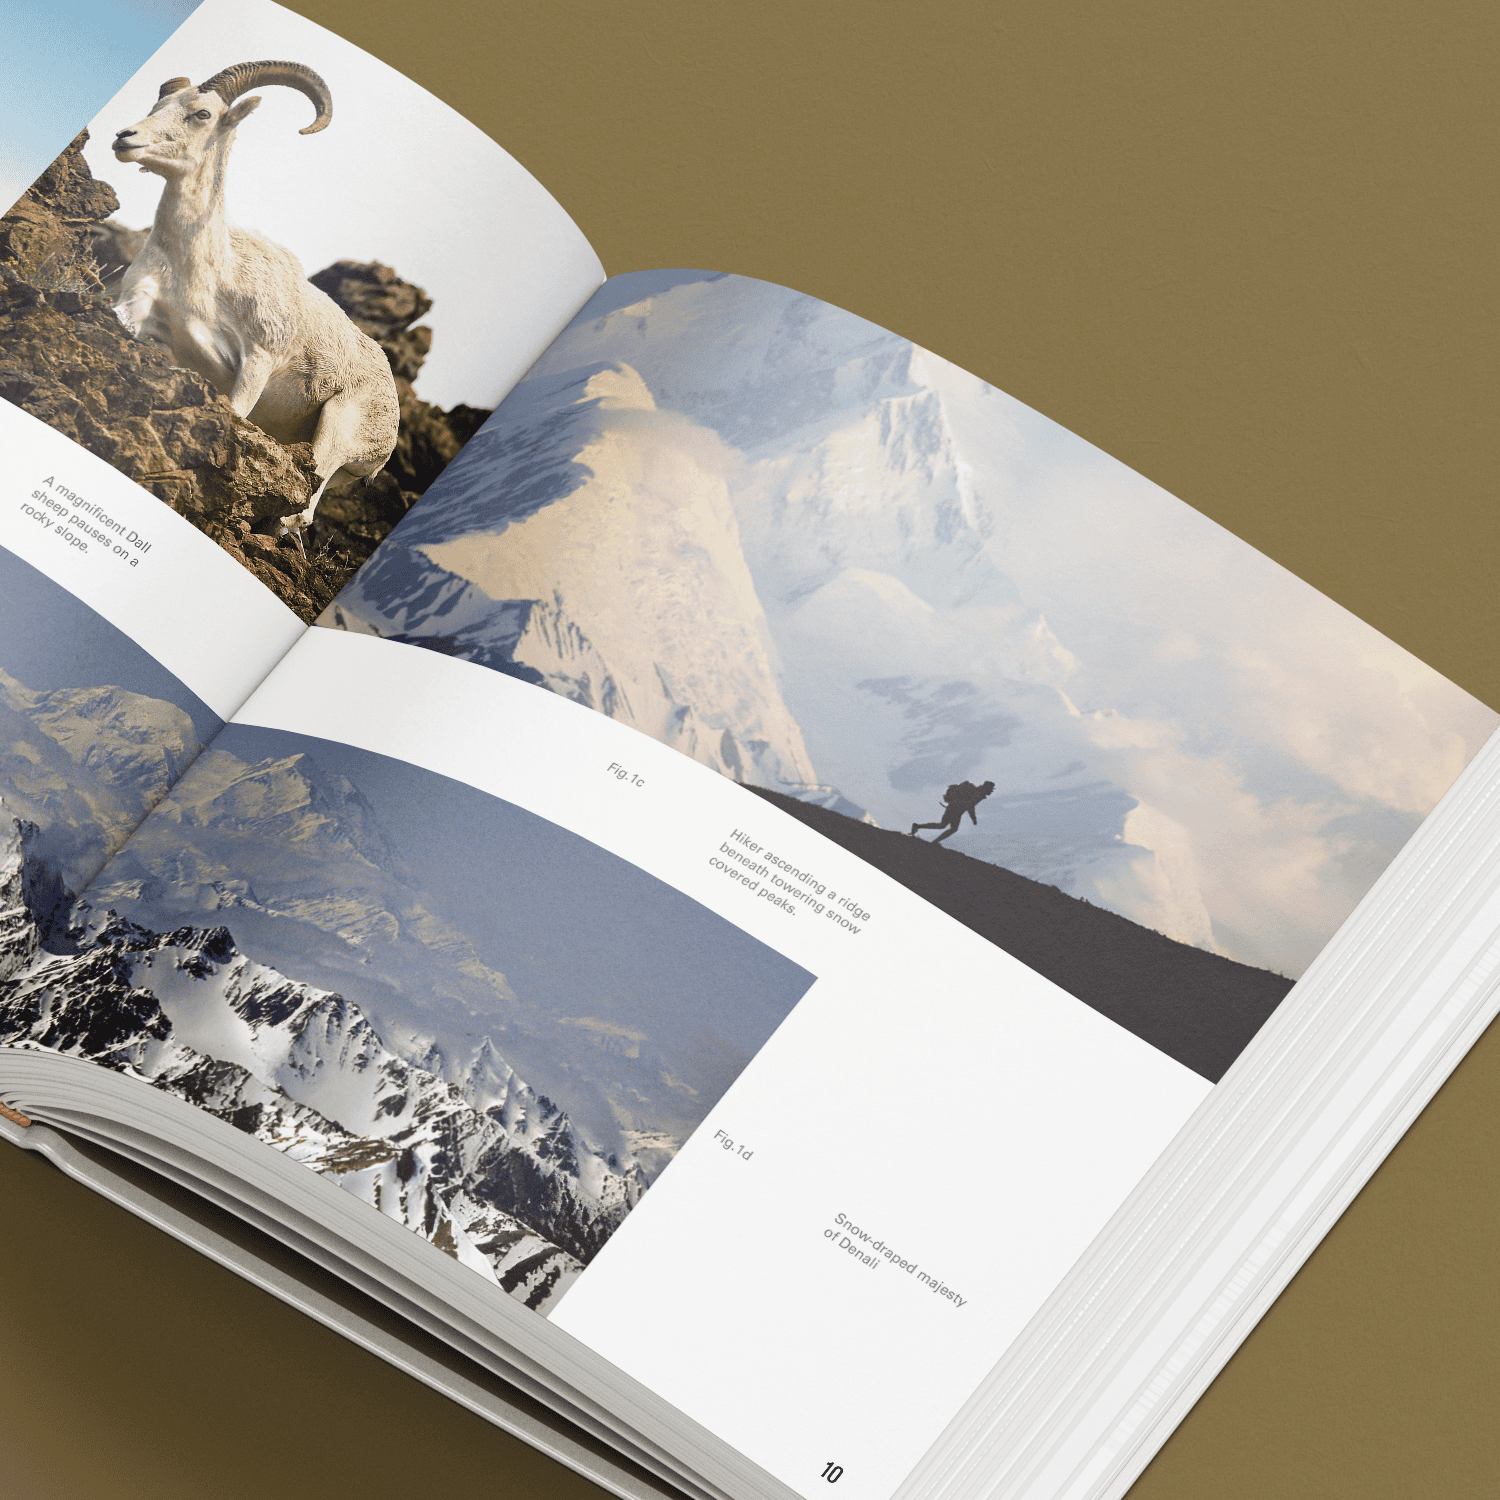 A magnificent Dall
sheep pauses on a
rocky slope.
Fig.1c
Hiker ascending a ridge
beneath towering snow
covered peaks.
Fig.1d
Snow-draped majesty
of Denali
10